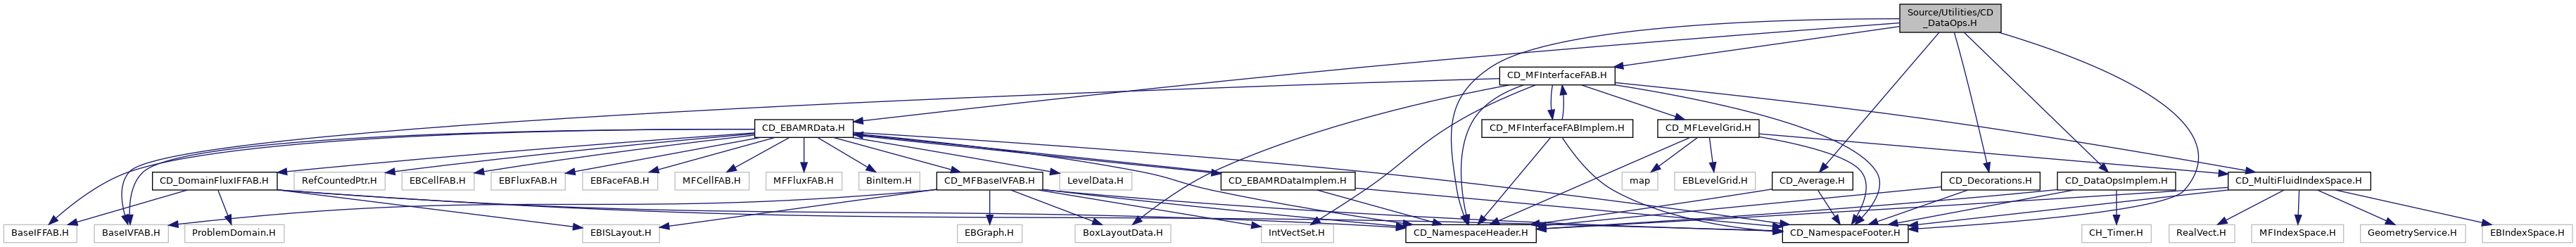 Source/Utilities/CD
_DataOps.H
CD_MFInterfaceFAB.H
CD_EBAMRData.H
CD_MFInterfaceFABImplem.H
CD_MFLevelGrid.H
CD_DomainFluxIFFAB.H
RefCountedPtr.H
EBCellFAB.H
EBFluxFAB.H
EBFaceFAB.H
MFCellFAB.H
MFFluxFAB.H
BinItem.H
CD_MFBaseIVFAB.H
LevelData.H
CD_EBAMRDataImplem.H
map
EBLevelGrid.H
CD_Average.H
CD_Decorations.H
CD_DataOpsImplem.H
CD_MultiFluidIndexSpace.H
BaseIFFAB.H
BaseIVFAB.H
ProblemDomain.H
EBISLayout.H
EBGraph.H
BoxLayoutData.H
IntVectSet.H
CD_NamespaceHeader.H
CD_NamespaceFooter.H
CH_Timer.H
RealVect.H
MFIndexSpace.H
GeometryService.H
EBIndexSpace.H